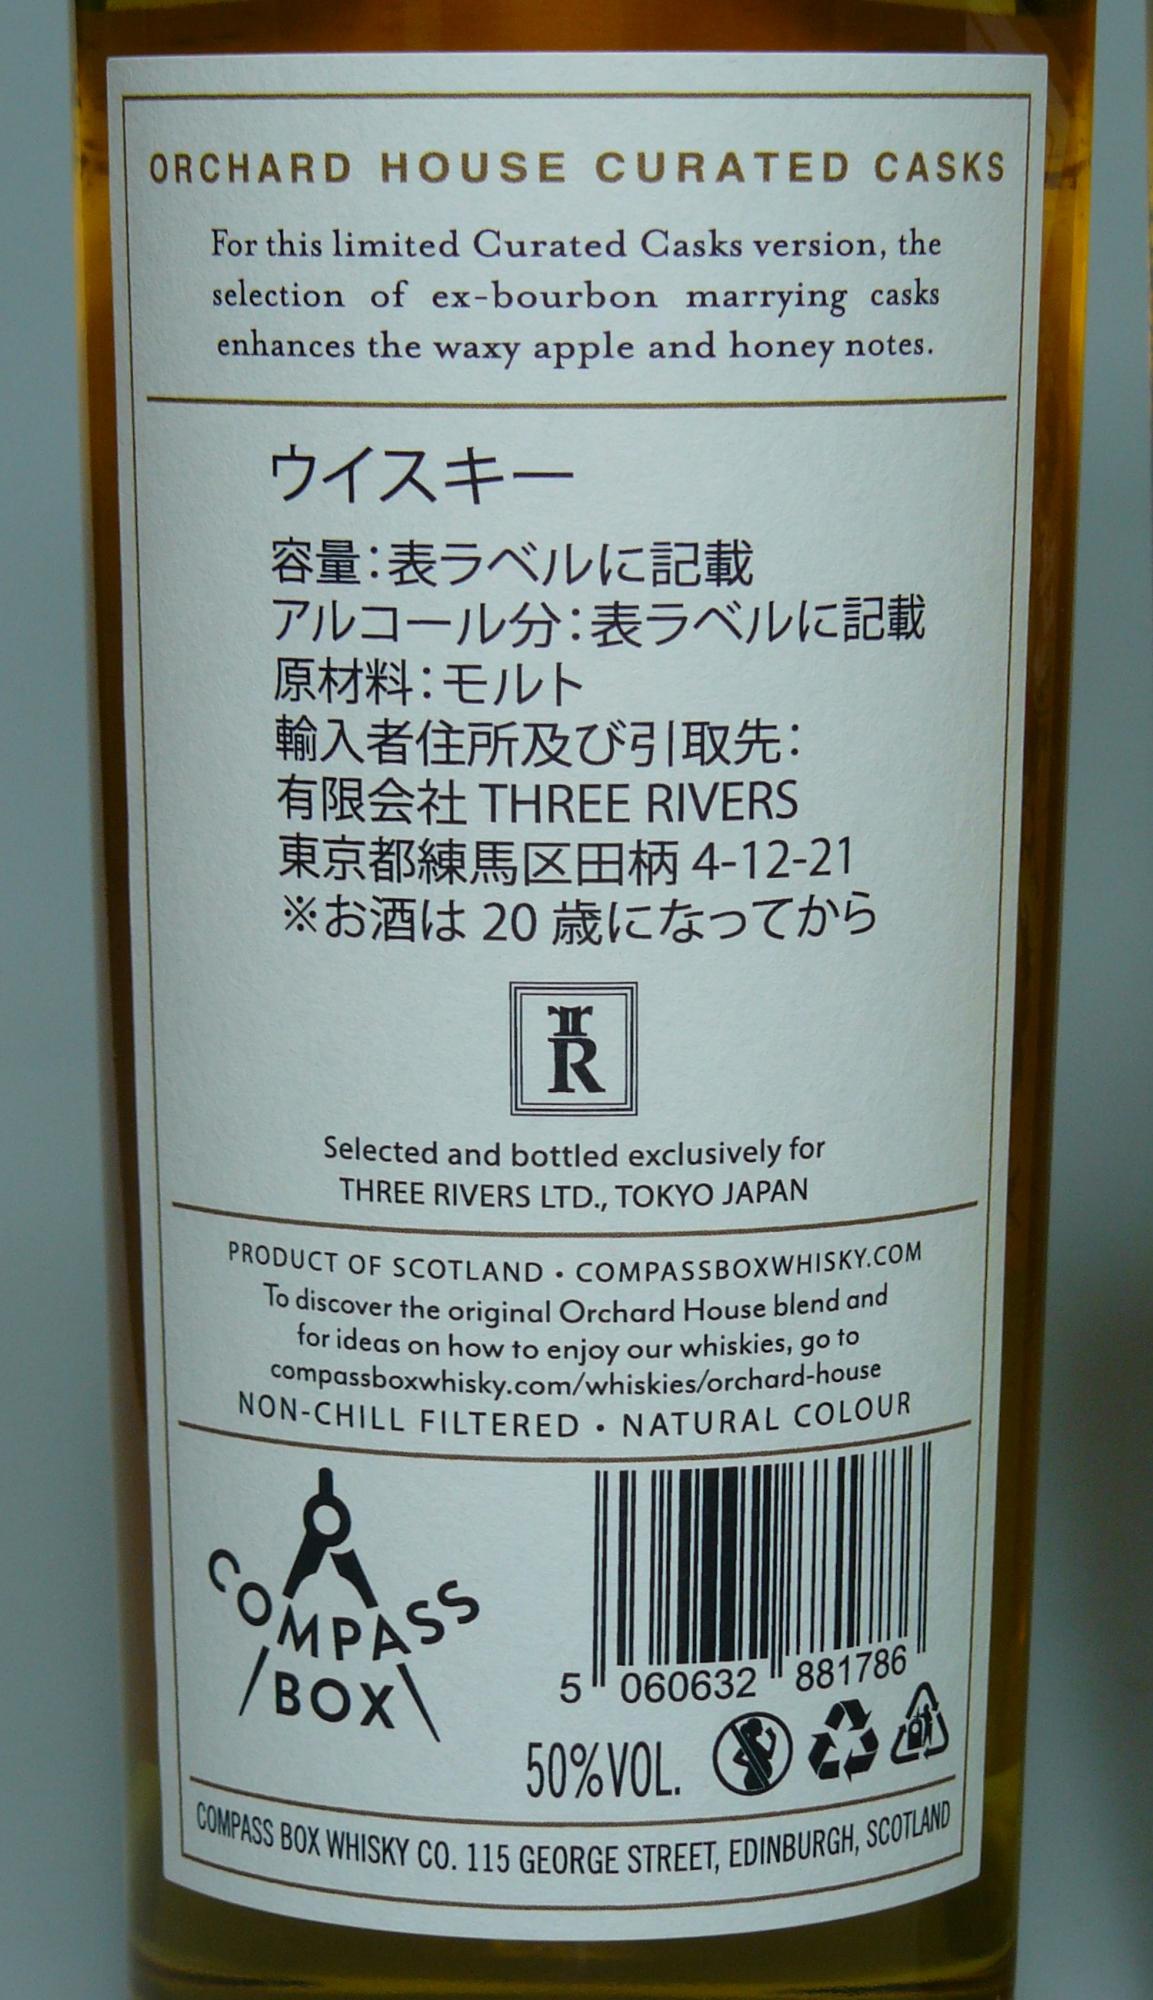 ORCHARD HOUSE CURATED CASKS
For this limited Curated Casks version, the
selection of ex-bourbon marrying casks
enhances the waxy apple and honey notes.
ウイスキー
容量：表ラベルに記載
アルコール分：表ラベルに記載
原材料：モルト
輸入者住所及び引取先：
有限会社 THREE RIVERS
東京都練馬区田柄 4-12-21
※お酒は 20 歳になってから
TR
Selected and bottled exclusively for
THREE RIVERS LTD., TOKYO JAPAN
PRODUCT OF SCOTLAND • COMPASSBOXWHISKY.COM
To discover the original Orchard House blend and
for ideas on how to enjoy our whiskies, go to
compassboxwhisky.com/whiskies/orchard-house
NON-CHILL FILTERED • NATURAL COLOUR
COMPASS
BOX
5 060632 881786
50%VOL.
COMPASS BOX WHISKY CO. 115 GEORGE STREET, EDINBURGH, SCOTLAND